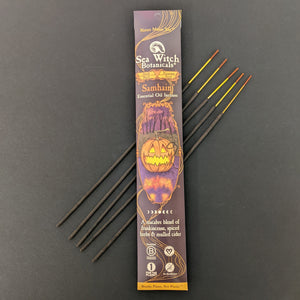 Sea Witch
Botanicals
Samhain
Essential Oil Incense
A macabre blend of
frankincense, spiced
herbs & mulled cider